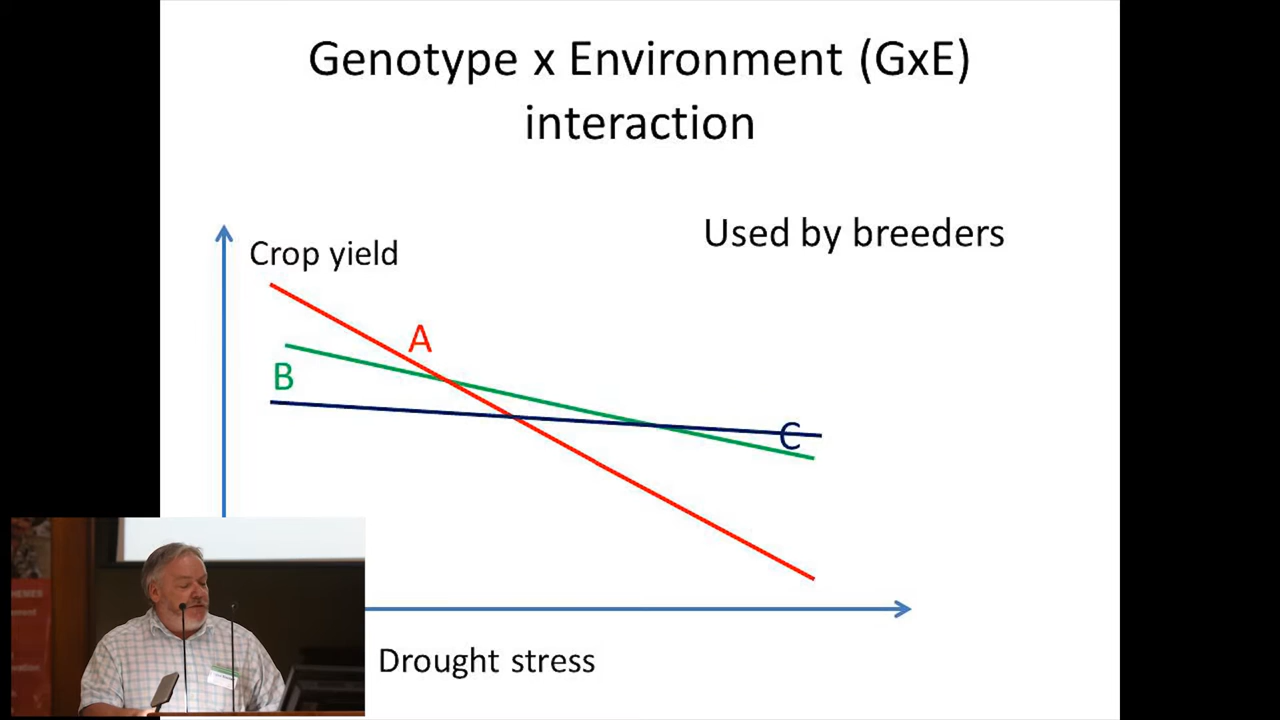 Genotype x Environment (GxE)
interaction
Used by breeders
Crop yield
A
B
C
Drought stress